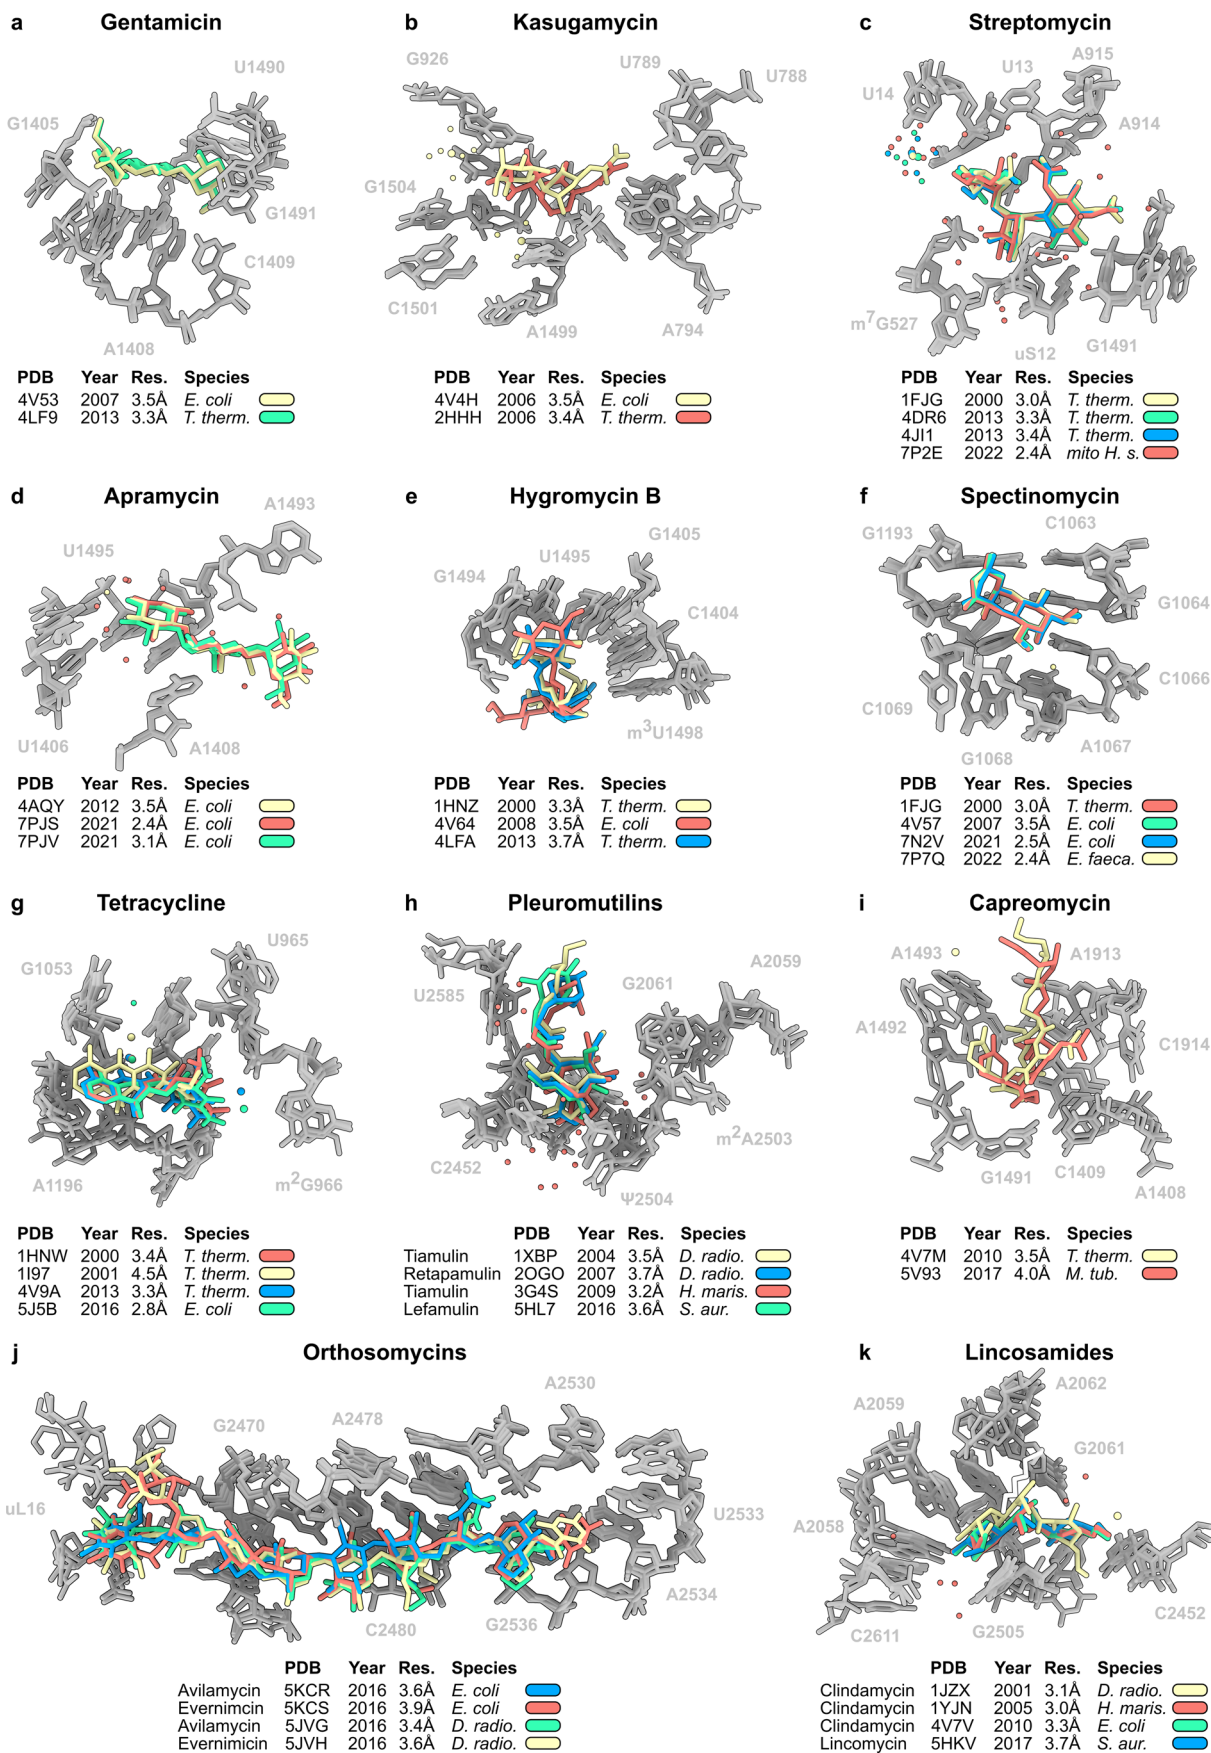 a Gentamicin
U1490
G1405
G1491
C1409
A1408
PDB Year Res. Species
4V53 2007 3.5Å E. coli
4LF9 2013 3.3Å T. therm.
b Kasugamycin
G926
U789
U788
G1504
C1501
A1499
A794
PDB Year Res. Species
4V4H 2006 3.5Å E. coli
2HHH 2006 3.4Å T. therm.
c Streptomycin
A915
U13
U14
A914
m7G527
uS12
G1491
PDB Year Res. Species
1FJG 2000 3.0Å T. therm.
4DR6 2013 3.3Å T. therm.
4JI1 2013 3.4Å T. therm.
7P2E 2022 2.4Å mito H. s.
d Apramycin
A1493
U1495
U1406
A1408
PDB Year Res. Species
4AQY 2012 3.5Å E. coli
7PJS 2021 2.4Å E. coli
7PJV 2021 3.1Å E. coli
e Hygromycin B
G1405
U1495
G1494
C1404
m3U1498
PDB Year Res. Species
1HNZ 2000 3.3Å T. therm.
4V64 2008 3.5Å E. coli
4LFA 2013 3.7Å T. therm.
f Spectinomycin
C1063
G1193
G1064
C1066
C1069
A1067
G1068
PDB Year Res. Species
1FJG 2000 3.0Å T. therm.
4V57 2007 3.5Å E. coli
7N2V 2021 2.5Å E. coli
7P7Q 2022 2.4Å E. faeca.
g Tetracycline
U965
G1053
A1196
m2G966
PDB Year Res. Species
1HNW 2000 3.4Å T. therm.
1I97 2001 4.5Å T. therm.
4V9A 2013 3.3Å T. therm.
5J5B 2016 2.8Å E. coli
h Pleuromutilins
A2059
G2061
U2585
m2A2503
C2452
Ψ2504
PDB Year Res. Species
Tiamulin 1XBP 2004 3.5Å D. radio.
Retapamulin 2OGO 2007 3.7Å D. radio.
Tiamulin 3G4S 2009 3.2Å H. maris.
Lefamulin 5HL7 2016 3.6Å S. aur.
i Capreomycin
A1493
A1913
A1492
C1914
G1491
C1409
A1408
PDB Year Res. Species
4V7M 2010 3.5Å T. therm.
5V93 2017 4.0Å M. tub.
j Orthosomycins
A2530
A2478
G2470
uL16
U2533
A2534
C2480
G2536
PDB Year Res. Species
Avilamycin 5KCR 2016 3.6Å E. coli
Evernimcin 5KCS 2016 3.9Å E. coli
Avilamycin 5JVG 2016 3.4Å D. radio.
Evernimicin 5JVH 2016 3.6Å D. radio.
k Lincosamides
A2062
A2059
G2061
A2058
C2452
C2611
G2505
PDB Year Res. Species
Clindamycin 1JZX 2001 3.1Å D. radio.
Clindamycin 1YJN 2005 3.0Å H. maris.
Clindamycin 4V7V 2010 3.3Å E. coli
Lincomycin 5HKV 2017 3.7Å S. aur.